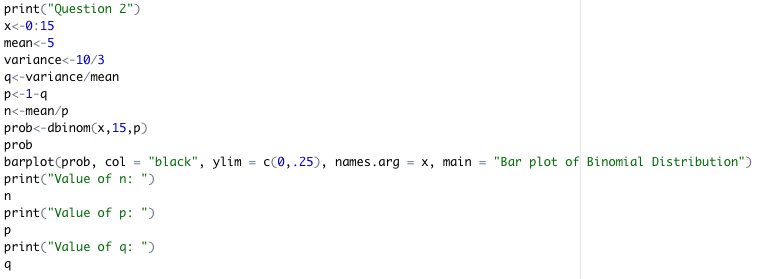 print("Question 2")
x<-0:15
mean<-5
variance<-10/3
q<-variance/mean
p<-1-q
n<-mean/p
prob<-dbinom(x,15,p)
prob
barplot(prob, col = "black", ylim = c(0,.25), names.arg = x, main = "Bar plot of Binomial Distribution")
print("Value of n: ")
n
print("Value of p: ")
p
print("Value of q: ")
q